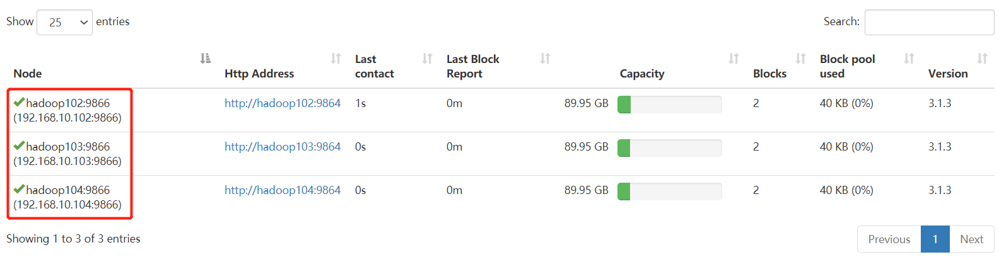 Show 25 entries Search:
Node Http Address Last contact Last Block Report Capacity Blocks Block pool used Version
hadoop102:9866 http://hadoop102:9864 1s 0m 89.95 GB 2 40 KB (0%) 3.1.3
(192.168.10.102:9866)
hadoop103:9866 http://hadoop103:9864 0s 0m 89.95 GB 2 40 KB (0%) 3.1.3
(192.168.10.103:9866)
hadoop104:9866 http://hadoop104:9864 0s 0m 89.95 GB 2 40 KB (0%) 3.1.3
(192.168.10.104:9866)
Showing 1 to 3 of 3 entries Previous 1 Next